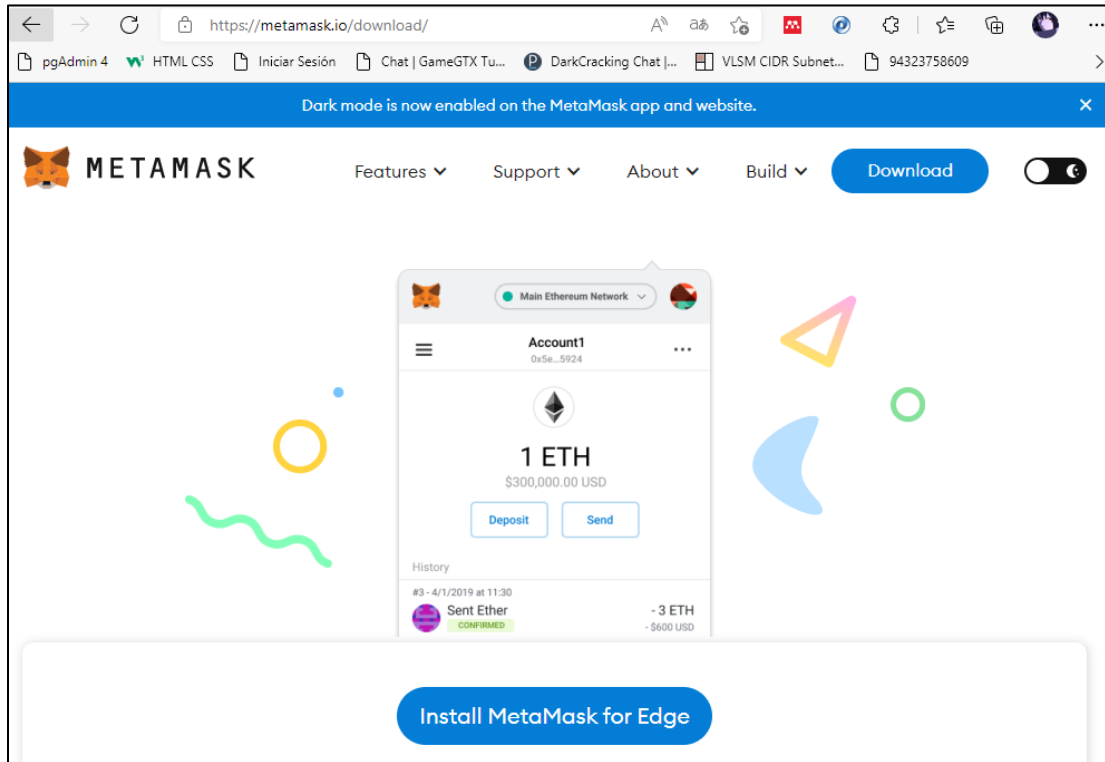 https://metamask.io/download/
pgAdmin 4 HTML CSS Iniciar Sesión Chat | GameGTX Tu... DarkCracking Chat |... VLSM CIDR Subnet... 94323758609
Dark mode is now enabled on the MetaMask app and website.
METAMASK Features Support About Build Download
Main Ethereum Network
Account1
0x5e...5924
1 ETH
$300,000.00 USD
Deposit Send
History
#3 - 4/1/2019 at 11:30
Sent Ether - 3 ETH
CONFIRMED - $600 USD
Install MetaMask for Edge